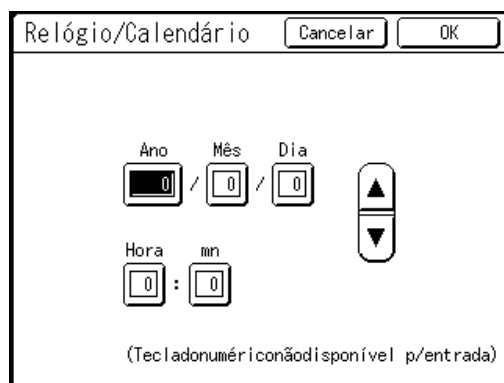 Relógio/Calendário Cancelar OK
Ano Mês Dia
0 / 0 / 0
Hora mn
0 : 0
(Tecladonumériconãodisponível p/entrada)